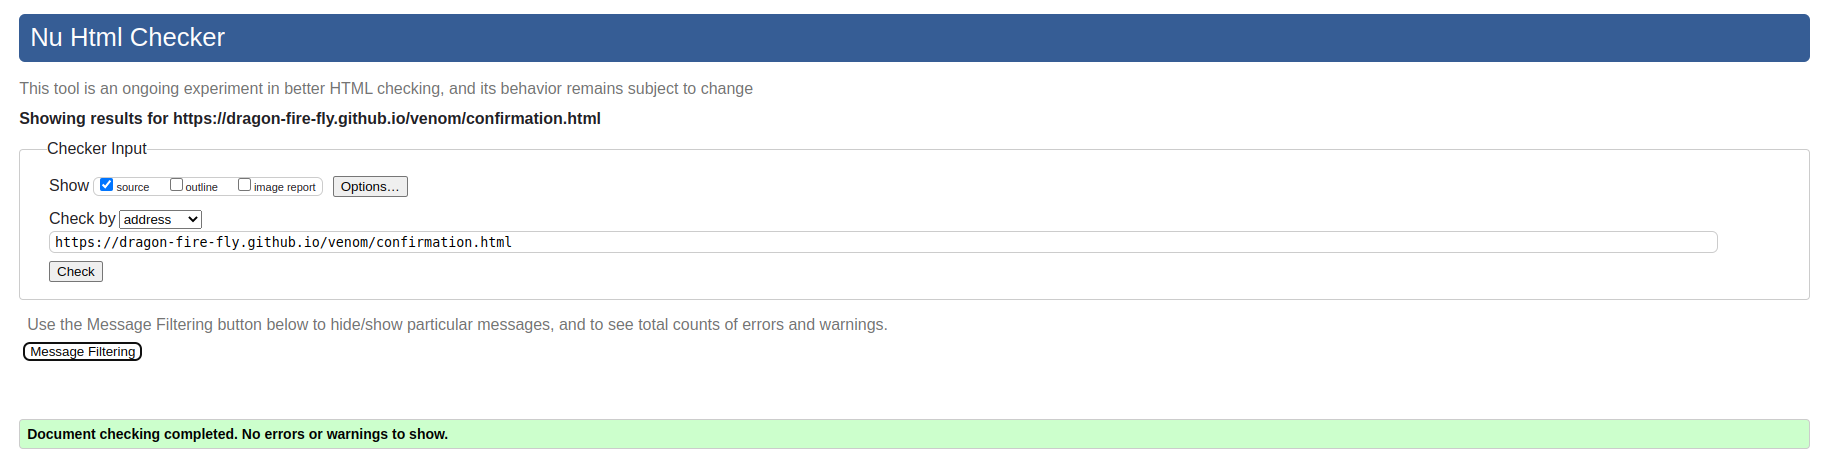 Nu Html Checker
This tool is an ongoing experiment in better HTML checking, and its behavior remains subject to change
Showing results for https://dragon-fire-fly.github.io/venom/confirmation.html
Checker Input
Show source outline image report Options...
Check by address
https://dragon-fire-fly.github.io/venom/confirmation.html
Check
Use the Message Filtering button below to hide/show particular messages, and to see total counts of errors and warnings.
Message Filtering
Document checking completed. No errors or warnings to show.